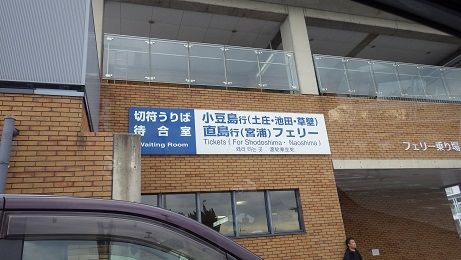 切符うりば
待合室
Waiting Room
小豆島行(土庄・池田・草壁)
直島行(宮浦)フェリー
Tickets ( For Shodoshima ・ Naoshima )
フェリー乗り場